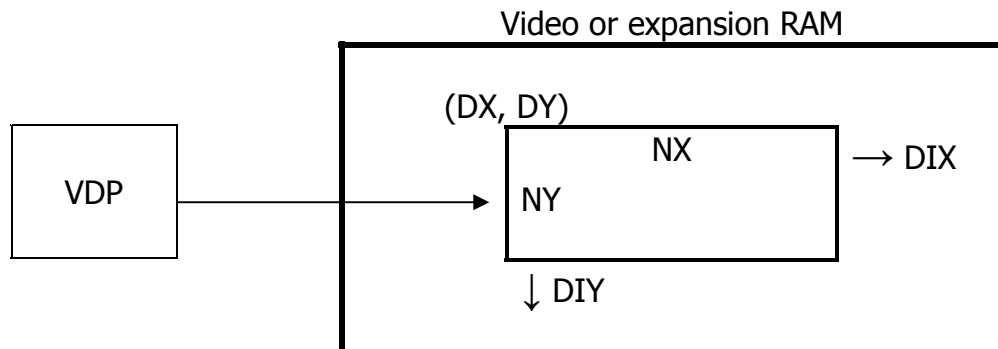 Video or expansion RAM
(DX, DY)
NX
→ DIX
VDP
NY
↓ DIY